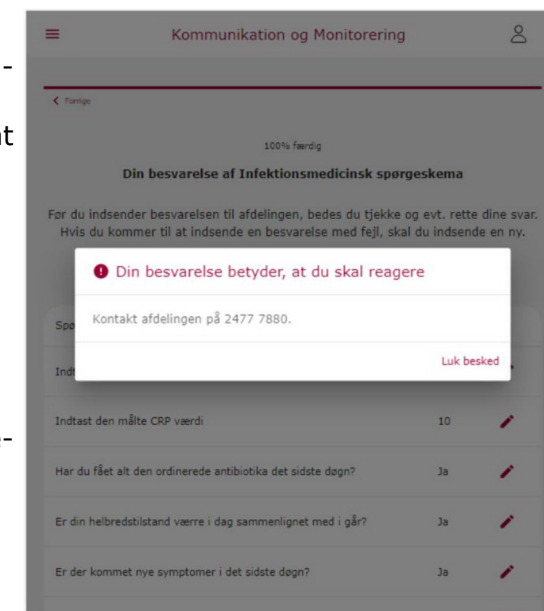 Kommunikation og Monitorering
Forrige
100% færdig
Din besvarelse af Infektionsmedicinsk spørgeskema
Før du indsender besvarelsen til afdelingen, bedes du tjekke og evt. rette dine svar.
Hvis du kommer til at indsende en besvarelse med fejl, skal du indsende en ny.
Din besvarelse betyder, at du skal reagere
Kontakt afdelingen på 2477 7880.
Luk besked
Indtast den målte CRP værdi 10
Har du fået alt den ordinerede antibiotika det sidste døgn? Ja
Er din helbredstilstand værre i dag sammenlignet med i går? Ja
Er der kommet nye symptomer i det sidste døgn? Ja